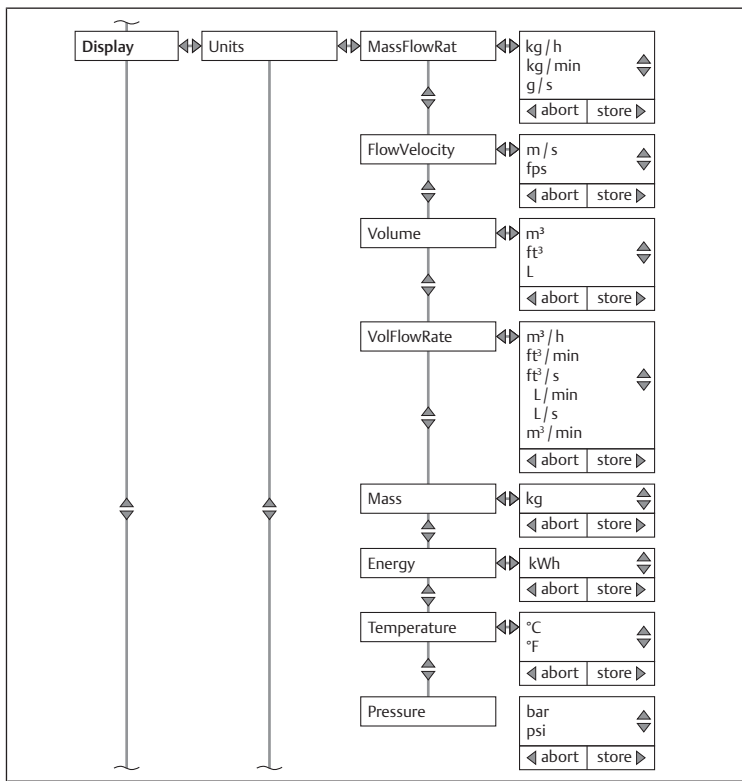 Display Units MassFlowRat kg / h
kg / min
g / s
abort store
FlowVelocity m / s
fps
abort store
Volume m³
ft³
L
abort store
VolFlowRate m³ / h
ft³ / min
ft³ / s
L / min
L / s
m³ / min
abort store
Mass kg
abort store
Energy kWh
abort store
Temperature °C
°F
abort store
Pressure bar
psi
abort store